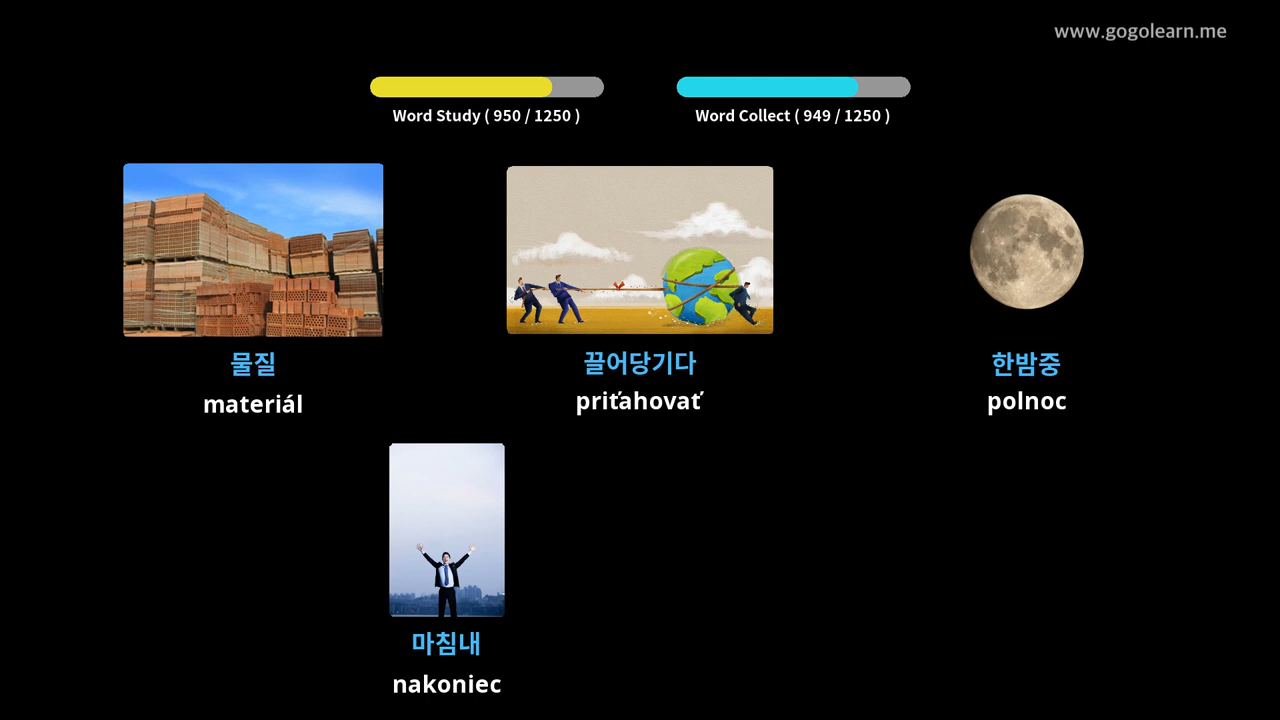 www.gogolearn.me
Word Study ( 950 / 1250 )
Word Collect ( 949 / 1250 )
물질
materiál
끌어당기다
priťahovať
한밤중
polnoc
마침내
nakoniec